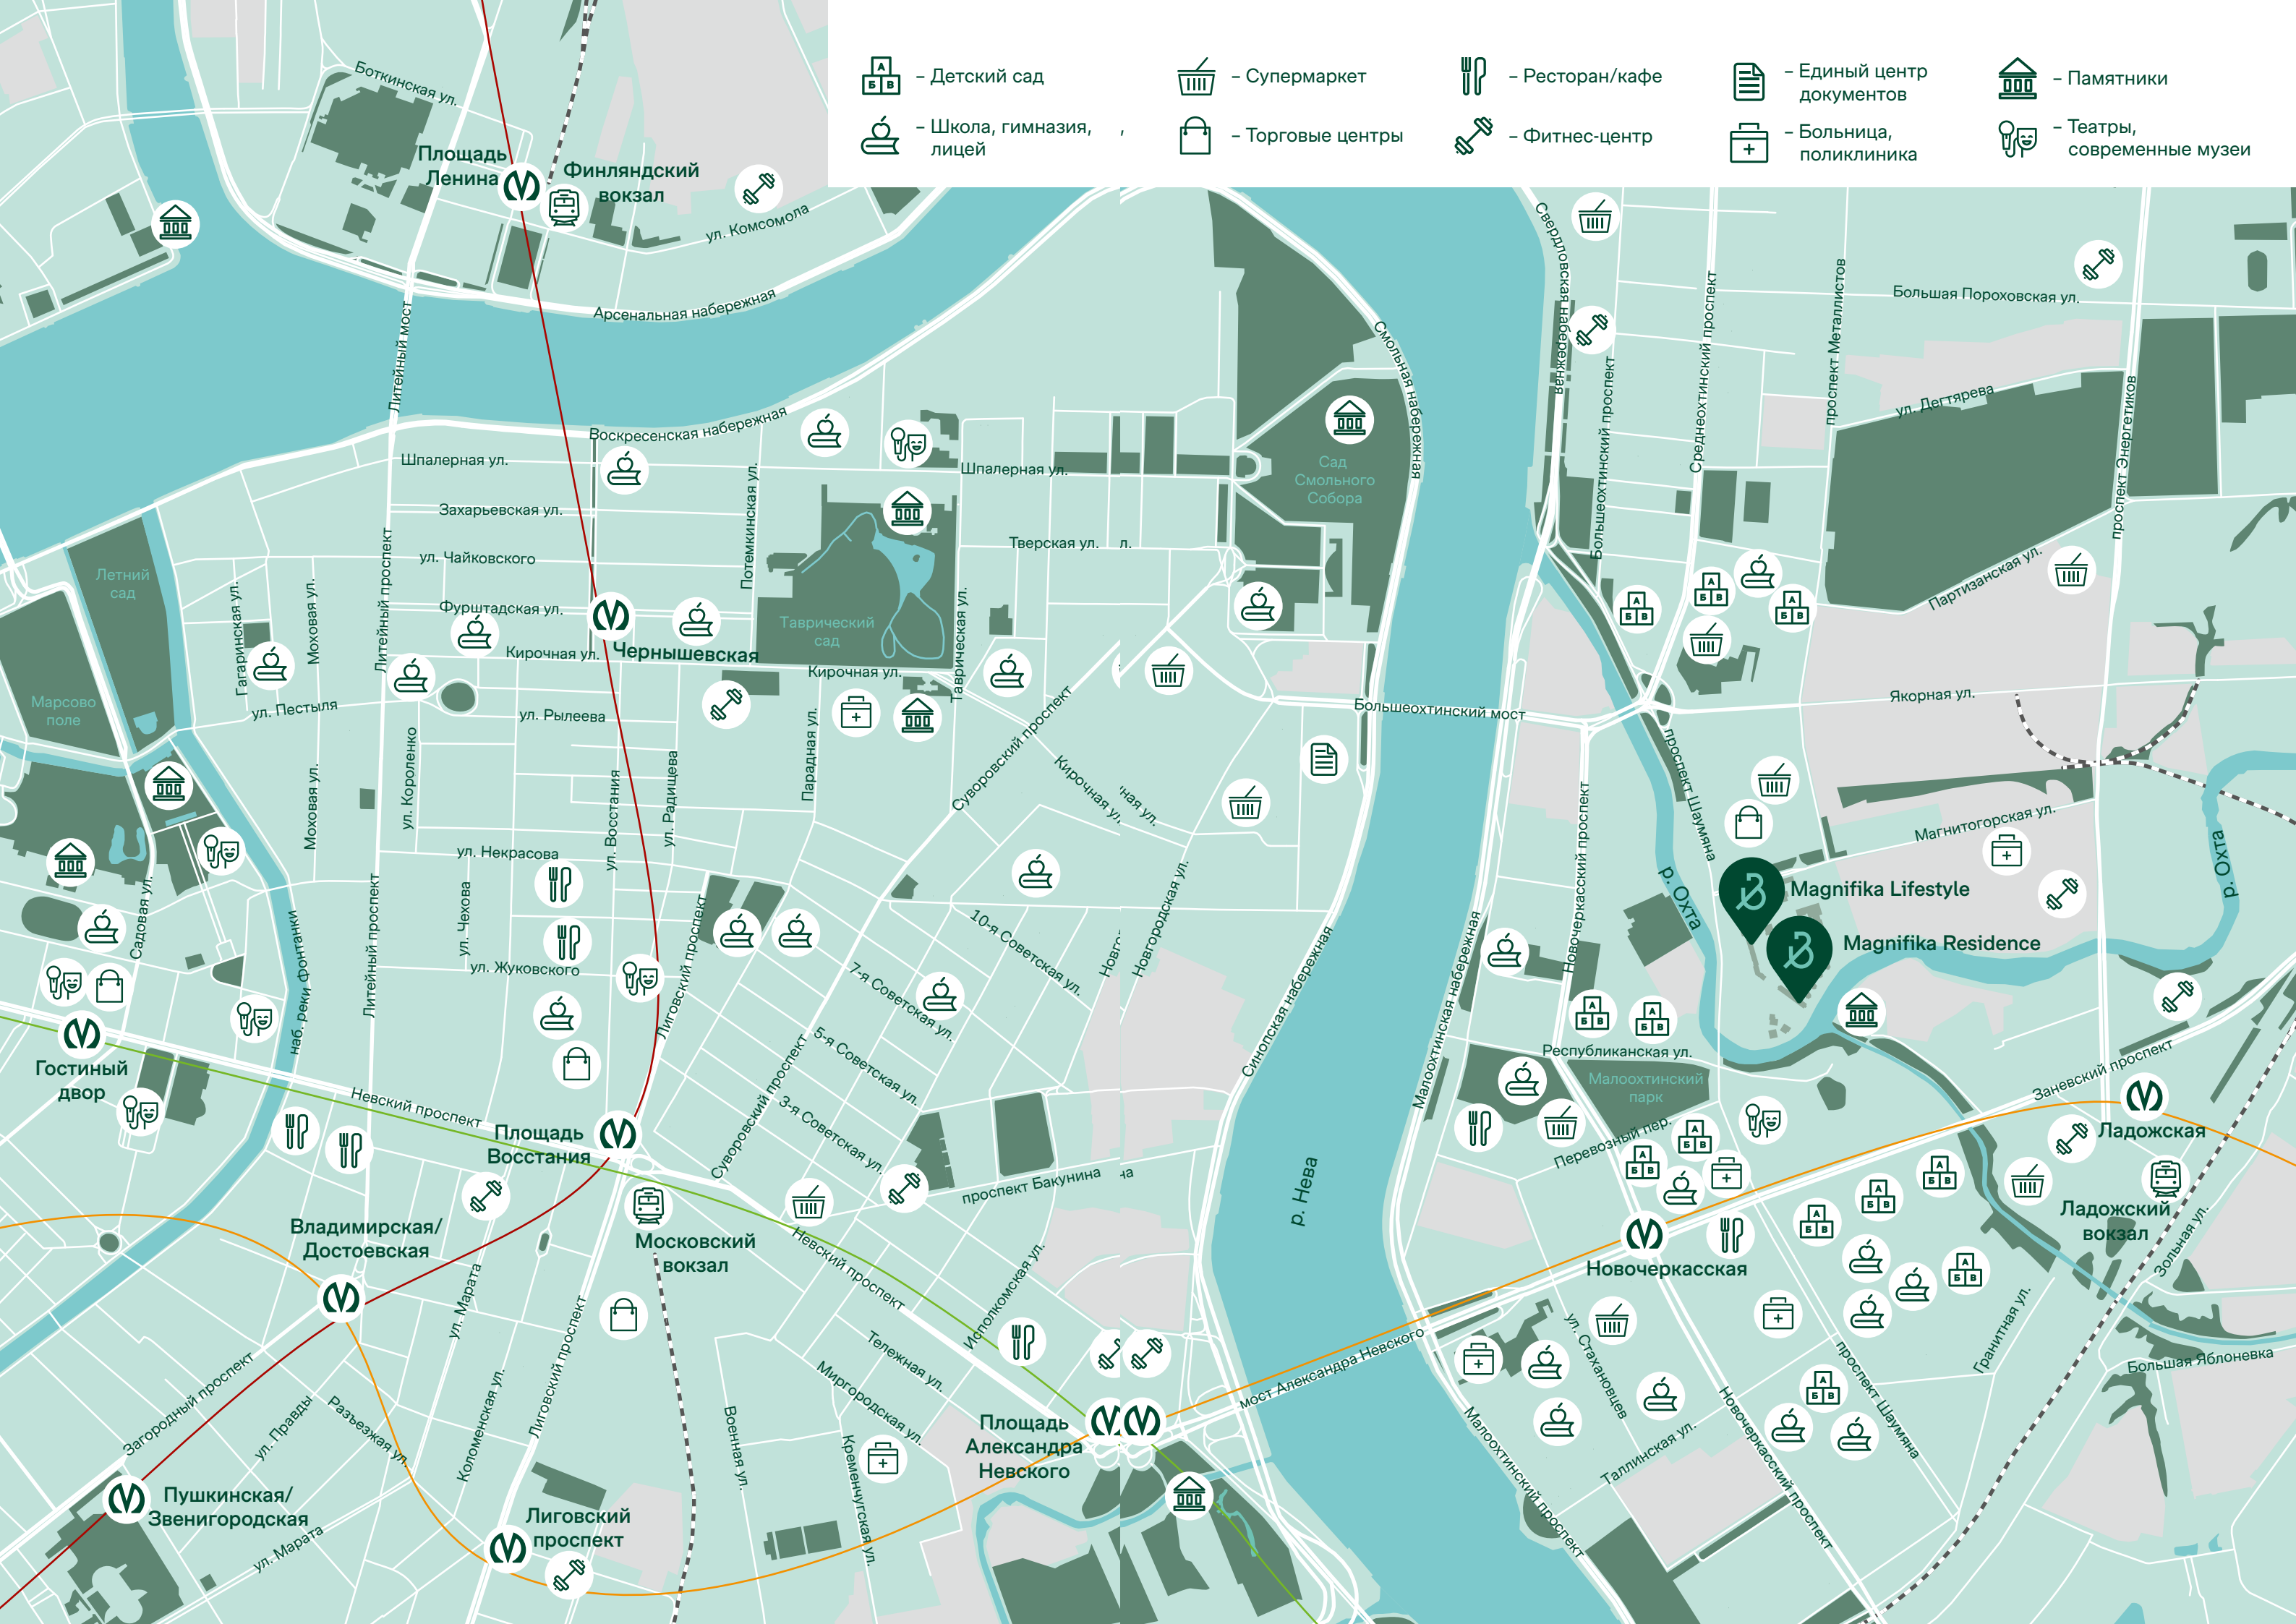 – Детский сад
– Супермаркет
– Ресторан/кафе
– Единый центр
документов
– Памятники
– Школа, гимназия,
лицей
,
– Торговые центры
– Фитнес-центр
– Больница,
поликлиника
– Театры,
современные музеи
Боткинская ул.
Площадь
Ленина
Финляндский
вокзал
ул. Комсомола
Арсенальная набережная
Литейный мост
Воскресенская набережная
Шпалерная ул.
Шпалерная ул.
Захарьевская ул.
ул. Чайковского
Фурштадская ул.
Кирочная ул.
Чернышевская
Потемкинская ул.
Таврический
сад
Кирочная ул.
Таврическая ул.
Тверская ул.
л.
Сад
Смольного
Собора
Смольная набережная
Свердловская набережная
Большеохтинский проспект
Среднеохтинский проспект
проспект Металлистов
Большая Пороховская ул.
ул. Дегтярева
проспект Энергетиков
Партизанская ул.
Якорная ул.
Большеохтинский мост
Летний
сад
Марсово
поле
Гагаринская ул.
Моховая ул.
Литейный проспект
ул. Пестыля
ул. Рылеева
Моховая ул.
ул. Короленко
ул. Восстания
ул. Радищева
Парадная ул.
Суворовский проспект
Кирочная ул.
ная ул.
ул. Некрасова
ул. Чехова
ул. Жуковского
Литейный проспект
Садовая ул.
наб. реки Фонтанки
Лиговский проспект
10-я Советская ул.
7-я Советская ул.
5-я Советская ул.
3-я Советская ул.
Суворовский проспект
Новго
Новгородская ул.
Синопская набережная
Малоохтинская набережная
Новочеркасский проспект
проспект Шаумяна
р. Охта
Магнитогорская ул.
р. Охта
Magnifika Lifestyle
Magnifika Residence
Республиканская ул.
Малоохтинский
парк
Перевозный пер.
Заневский проспект
Ладожская
Ладожский
вокзал
Зольная ул.
Гостиный
двор
Невский проспект
Площадь
Восстания
Московский
вокзал
Владимирская/
Достоевская
проспект Бакунина
на
р. Нева
Невский проспект
Исполкомская ул.
Тележная ул.
Миргородская ул.
Кременчугская ул.
Военная ул.
Лиговский проспект
Коломенская ул.
ул. Марата
Загородный проспект
ул. Правды
Разъезжая ул.
Пушкинская/
Звенигородская
ул. Марата
Лиговский
проспект
Площадь
Александра
Невского
мост Александра Невского
Новочеркасская
ул. Стахановцев
Таллинская ул.
Малоохтинский проспект
Новочеркасский проспект
проспект Шаумяна
Гранитная ул.
Большая Яблоневка